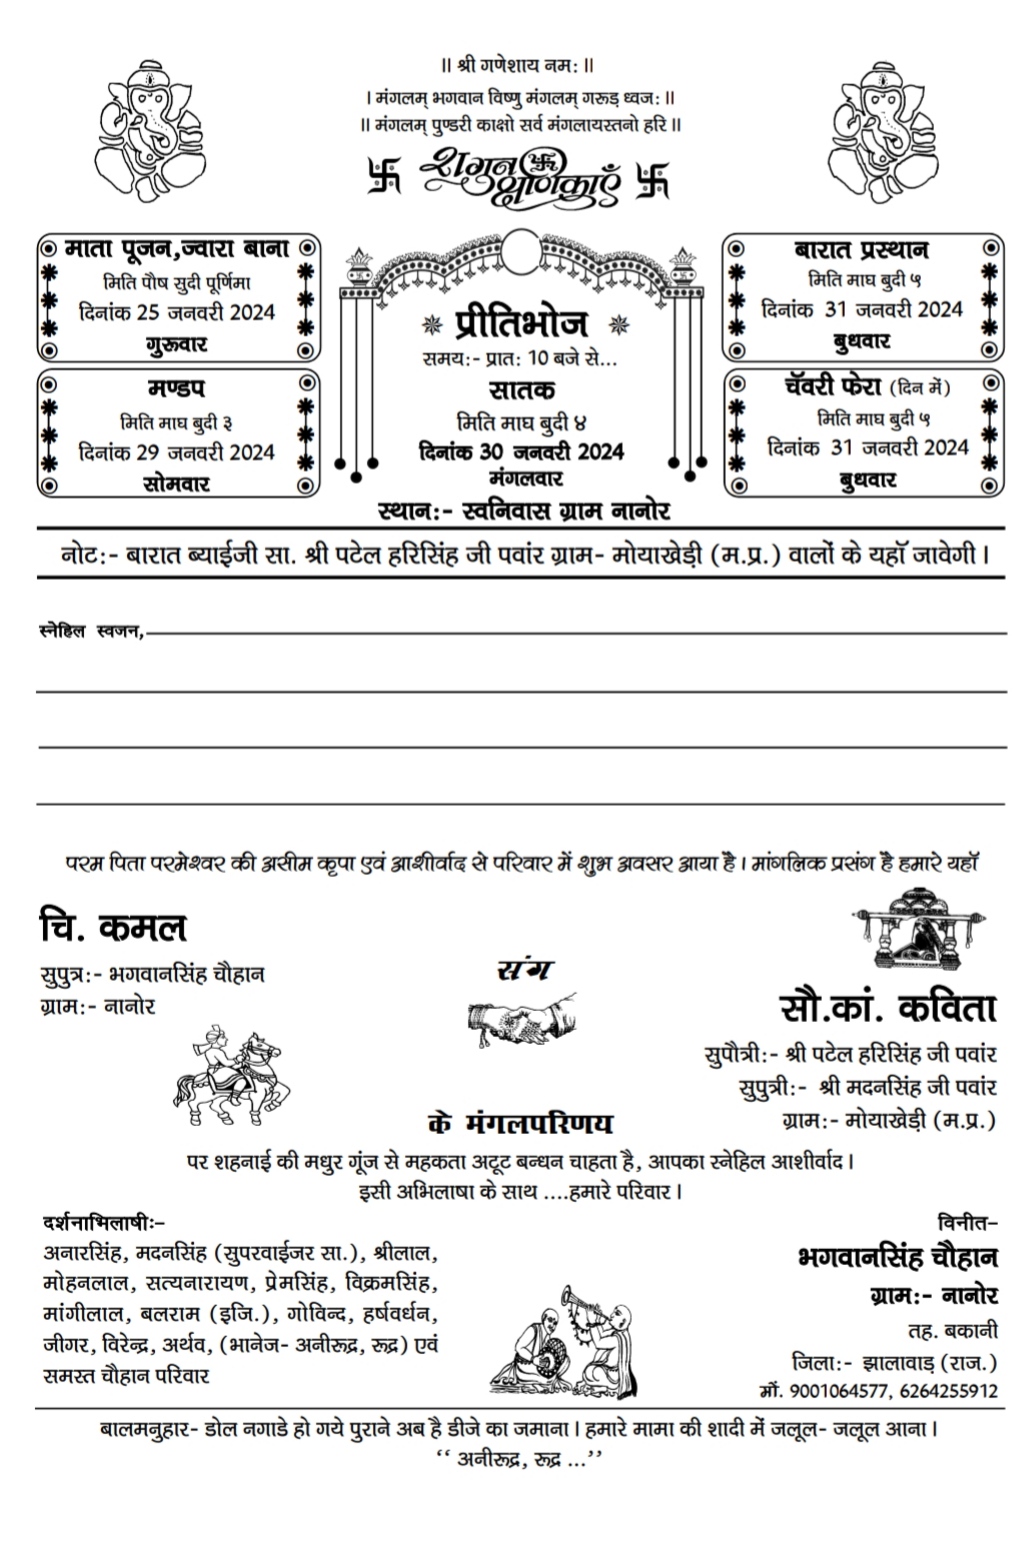 ॥ श्री गणेशाय नम: ॥
। मंगलम् भगवान विष्णु मंगलम् गरूड़ ध्वज: ॥
॥ मंगलम् पुण्डरी काक्षो सर्व मंगलायस्तनो हरि ॥
शगुन क्षणिकाएँ
माता पूजन,ज्वारा बाना
मिति पौष सुदी पूर्णिमा
दिनांक 25 जनवरी 2024
गुरूवार
मण्डप
मिति माघ बुदी ३
दिनांक 29 जनवरी 2024
सोमवार
प्रीतिभोज
समय:- प्रात: 10 बजे से...
सातक
मिति माघ बुदी ४
दिनांक 30 जनवरी 2024
मंगलवार
स्थान:- स्वनिवास ग्राम नानोर
बारात प्रस्थान
मिति माघ बुदी ५
दिनांक 31 जनवरी 2024
बुधवार
चॅवरी फेरा (दिन में)
मिति माघ बुदी ५
दिनांक 31 जनवरी 2024
बुधवार
नोट:- बारात ब्याईजी सा. श्री पटेल हरिसिंह जी पवांर ग्राम- मोयाखेड़ी (म.प्र.) वालों के यहॉ जावेगी ।
स्नेहिल स्वजन,
परम पिता परमेश्वर की असीम कृपा एवं आशीर्वाद से परिवार में शुभ अवसर आया है । मांगलिक प्रसंग है हमारे यहॉ
चि. कमल
सुपुत्र:- भगवानसिंह चौहान
ग्राम:- नानोर
संग
सौ.कां. कविता
सुपौत्री:- श्री पटेल हरिसिंह जी पवांर
सुपुत्री:- श्री मदनसिंह जी पवांर
ग्राम:- मोयाखेडी (म.प्र.)
के मंगलपरिणय
पर शहनाई की मधुर गूंज से महकता अटूट बन्धन चाहता है, आपका स्नेहिल आशीर्वाद ।
इसी अभिलाषा के साथ ....हमारे परिवार ।
दर्शनाभिलाषीः-
अनारसिंह, मदनसिंह (सुपरवाईजर सा.), श्रीलाल,
मोहनलाल, सत्यनारायण, प्रेमसिंह, विक्रमसिंह,
मांगीलाल, बलराम (इजि.), गोविन्द, हर्षवर्धन,
जीगर, विरेन्द्र, अर्थव, (भानेज- अनीरूद्र, रूद्र) एवं
समस्त चौहान परिवार
विनीत-
भगवानसिंह चौहान
ग्राम:- नानोर
तह. बकानी
जिला:- झालावाड़ (राज.)
मों. 9001064577, 6264255912
बालमनुहार- डोल नगाडे हो गये पुराने अब है डीजे का जमाना । हमारे मामा की शादी में जलूल- जलूल आना ।
‘‘ अनीरूद्र, रूद्र ...’’